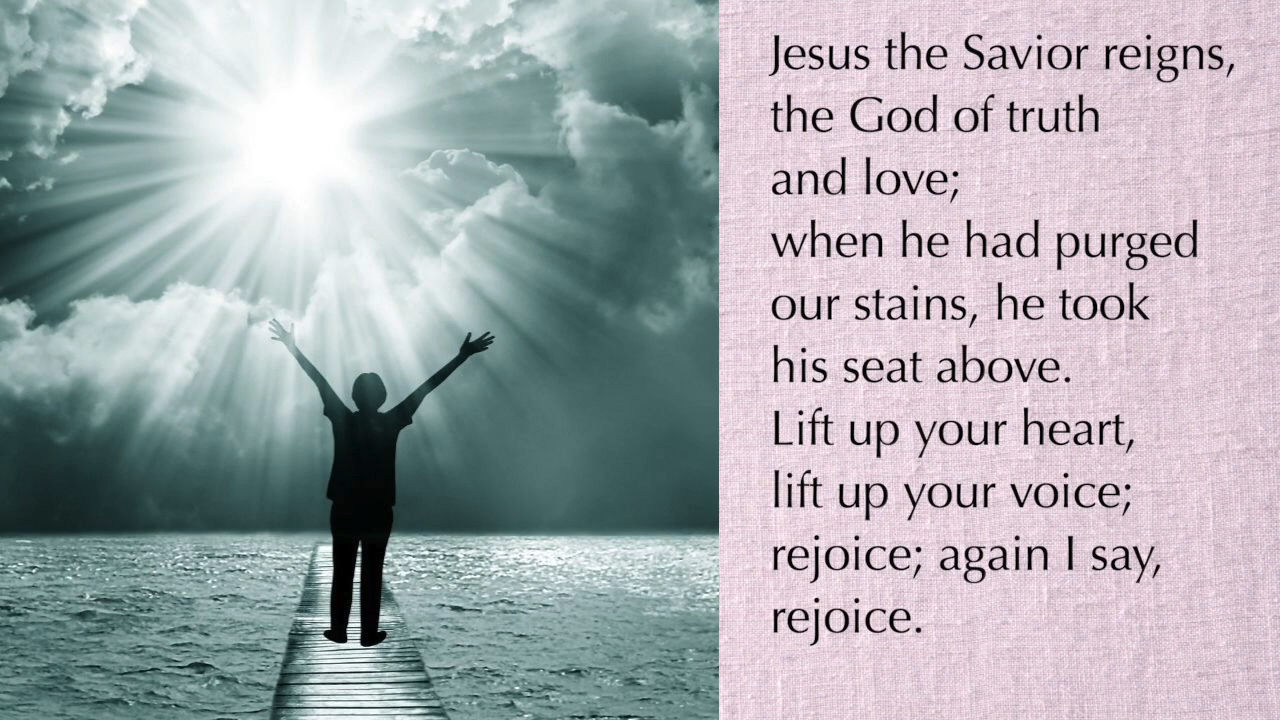 Jesus the Savior reigns,
the God of truth
and love;
when he had purged
our stains, he took
his seat above.
Lift up your heart,
lift up your voice;
rejoice; again I say,
rejoice.